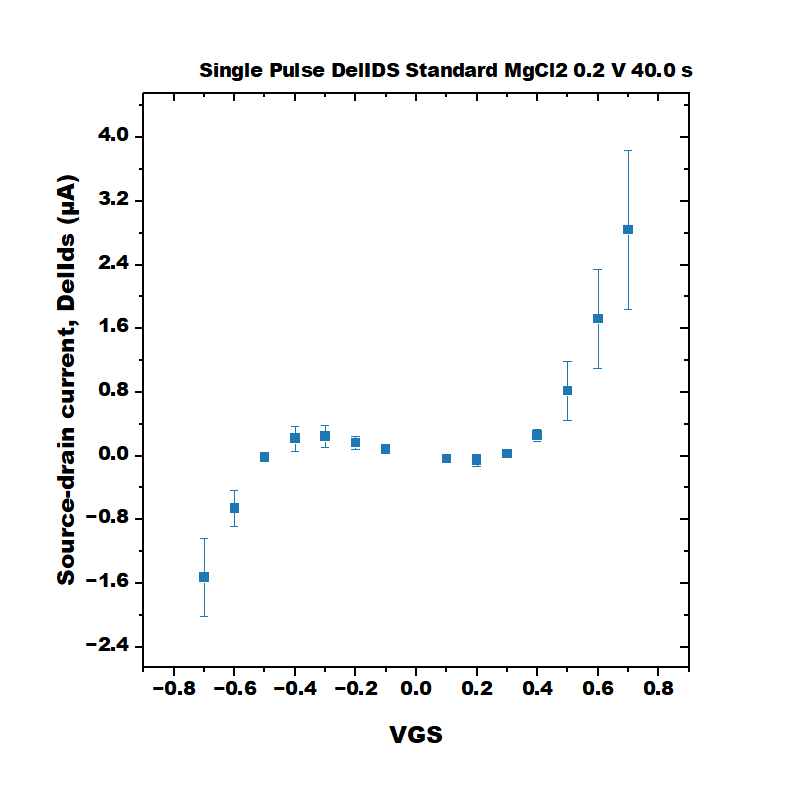 Single Pulse DelIDS Standard MgCl2 0.2 V 40.0 s
Source-drain current, DelIds (µA)
4.0
3.2
2.4
1.6
0.8
0.0
−0.8
−1.6
−2.4
−0.8 −0.6 −0.4 −0.2 0.0 0.2 0.4 0.6 0.8
VGS